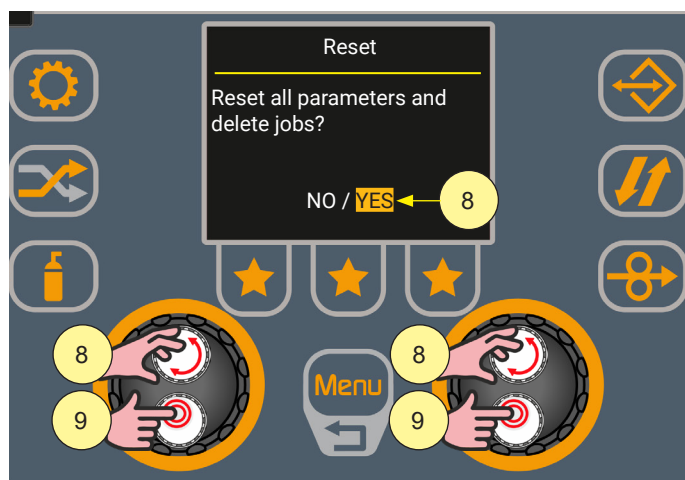 Reset
Reset all parameters and
delete jobs?
NO / YES
8
8
8
9
9
Menu